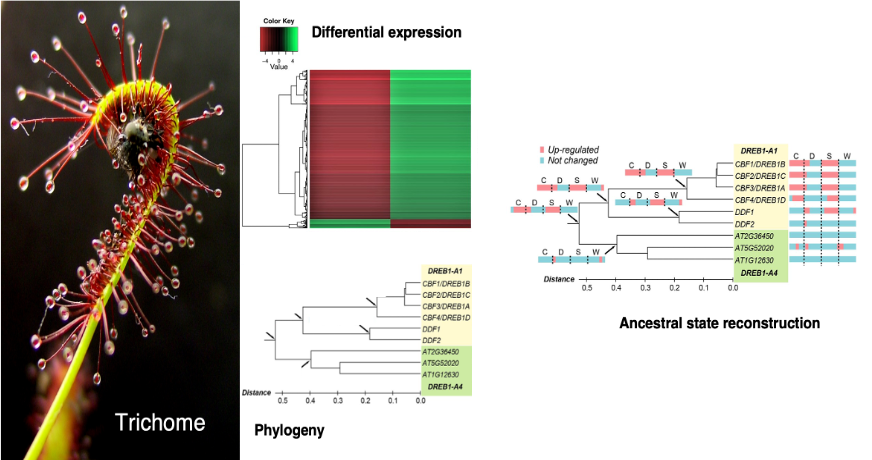 Trichome
Color Key
-4 0 4
Value
Differential expression
DREB1-A1
CBF1/DREB1B
CBF2/DREB1C
CBF3/DREB1A
CBF4/DREB1D
DDF1
DDF2
AT2G36450
AT5G52020
AT1G12630
DREB1-A4
Distance
0.5 0.4 0.3 0.2 0.1 0.0
Phylogeny
Up-regulated
Not changed
C D S W
C D S W
C D S W
C D S W
C D S W
DREB1-A1
C D S W
CBF1/DREB1B
CBF2/DREB1C
CBF3/DREB1A
CBF4/DREB1D
DDF1
DDF2
AT2G36450
AT5G52020
AT1G12630
DREB1-A4
Distance
0.5 0.4 0.3 0.2 0.1 0.0
Ancestral state reconstruction